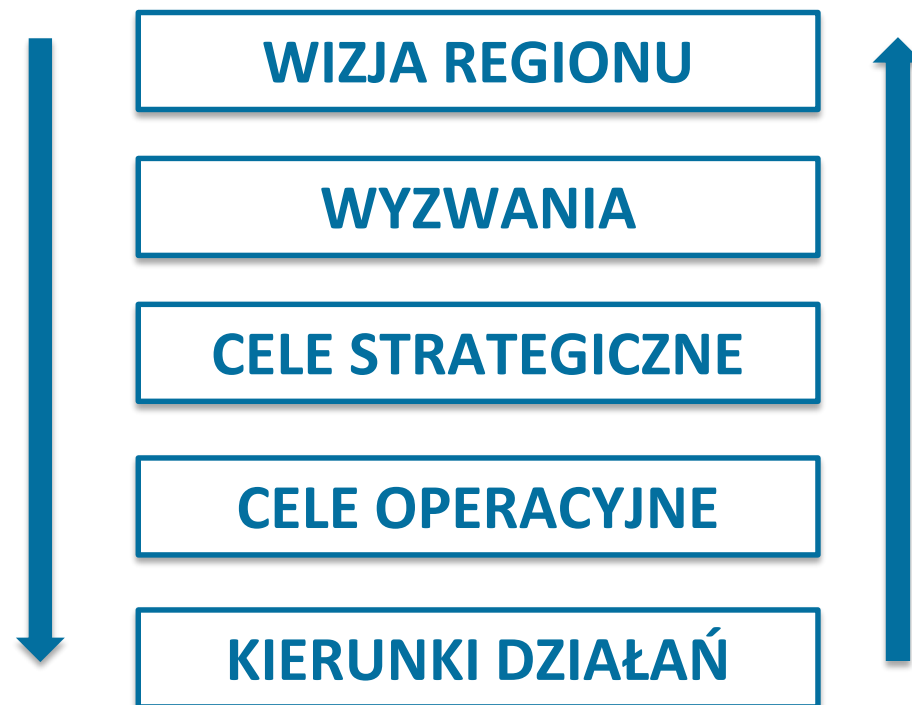 WIZJA REGIONU
WYZWANIA
CELE STRATEGICZNE
CELE OPERACYJNE
KIERUNKI DZIAŁAŃ